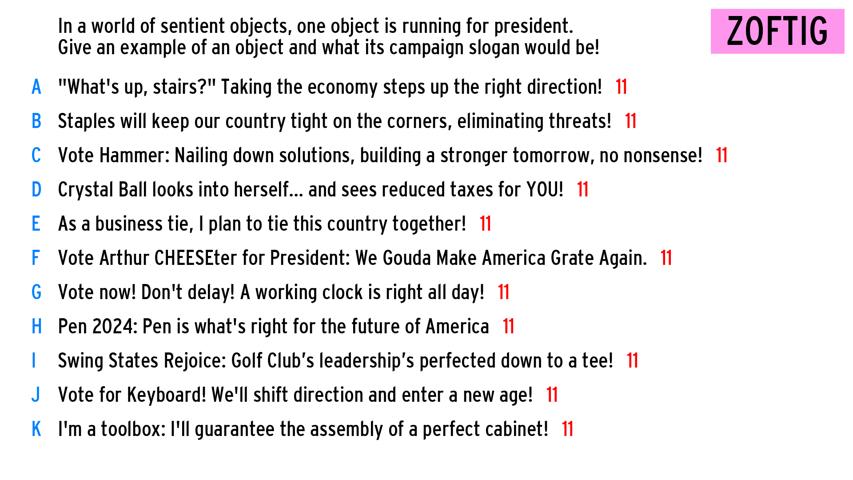 In a world of sentient objects, one object is running for president.
Give an example of an object and what its campaign slogan would be!
ZOFTIG
A "What's up, stairs?" Taking the economy steps up the right direction! 11
B Staples will keep our country tight on the corners, eliminating threats! 11
C Vote Hammer: Nailing down solutions, building a stronger tomorrow, no nonsense! 11
D Crystal Ball looks into herself... and sees reduced taxes for YOU! 11
E As a business tie, I plan to tie this country together! 11
F Vote Arthur CHEESEter for President: We Gouda Make America Grate Again. 11
G Vote now! Don't delay! A working clock is right all day! 11
H Pen 2024: Pen is what's right for the future of America 11
I Swing States Rejoice: Golf Club’s leadership’s perfected down to a tee! 11
J Vote for Keyboard! We'll shift direction and enter a new age! 11
K I'm a toolbox: I'll guarantee the assembly of a perfect cabinet! 11